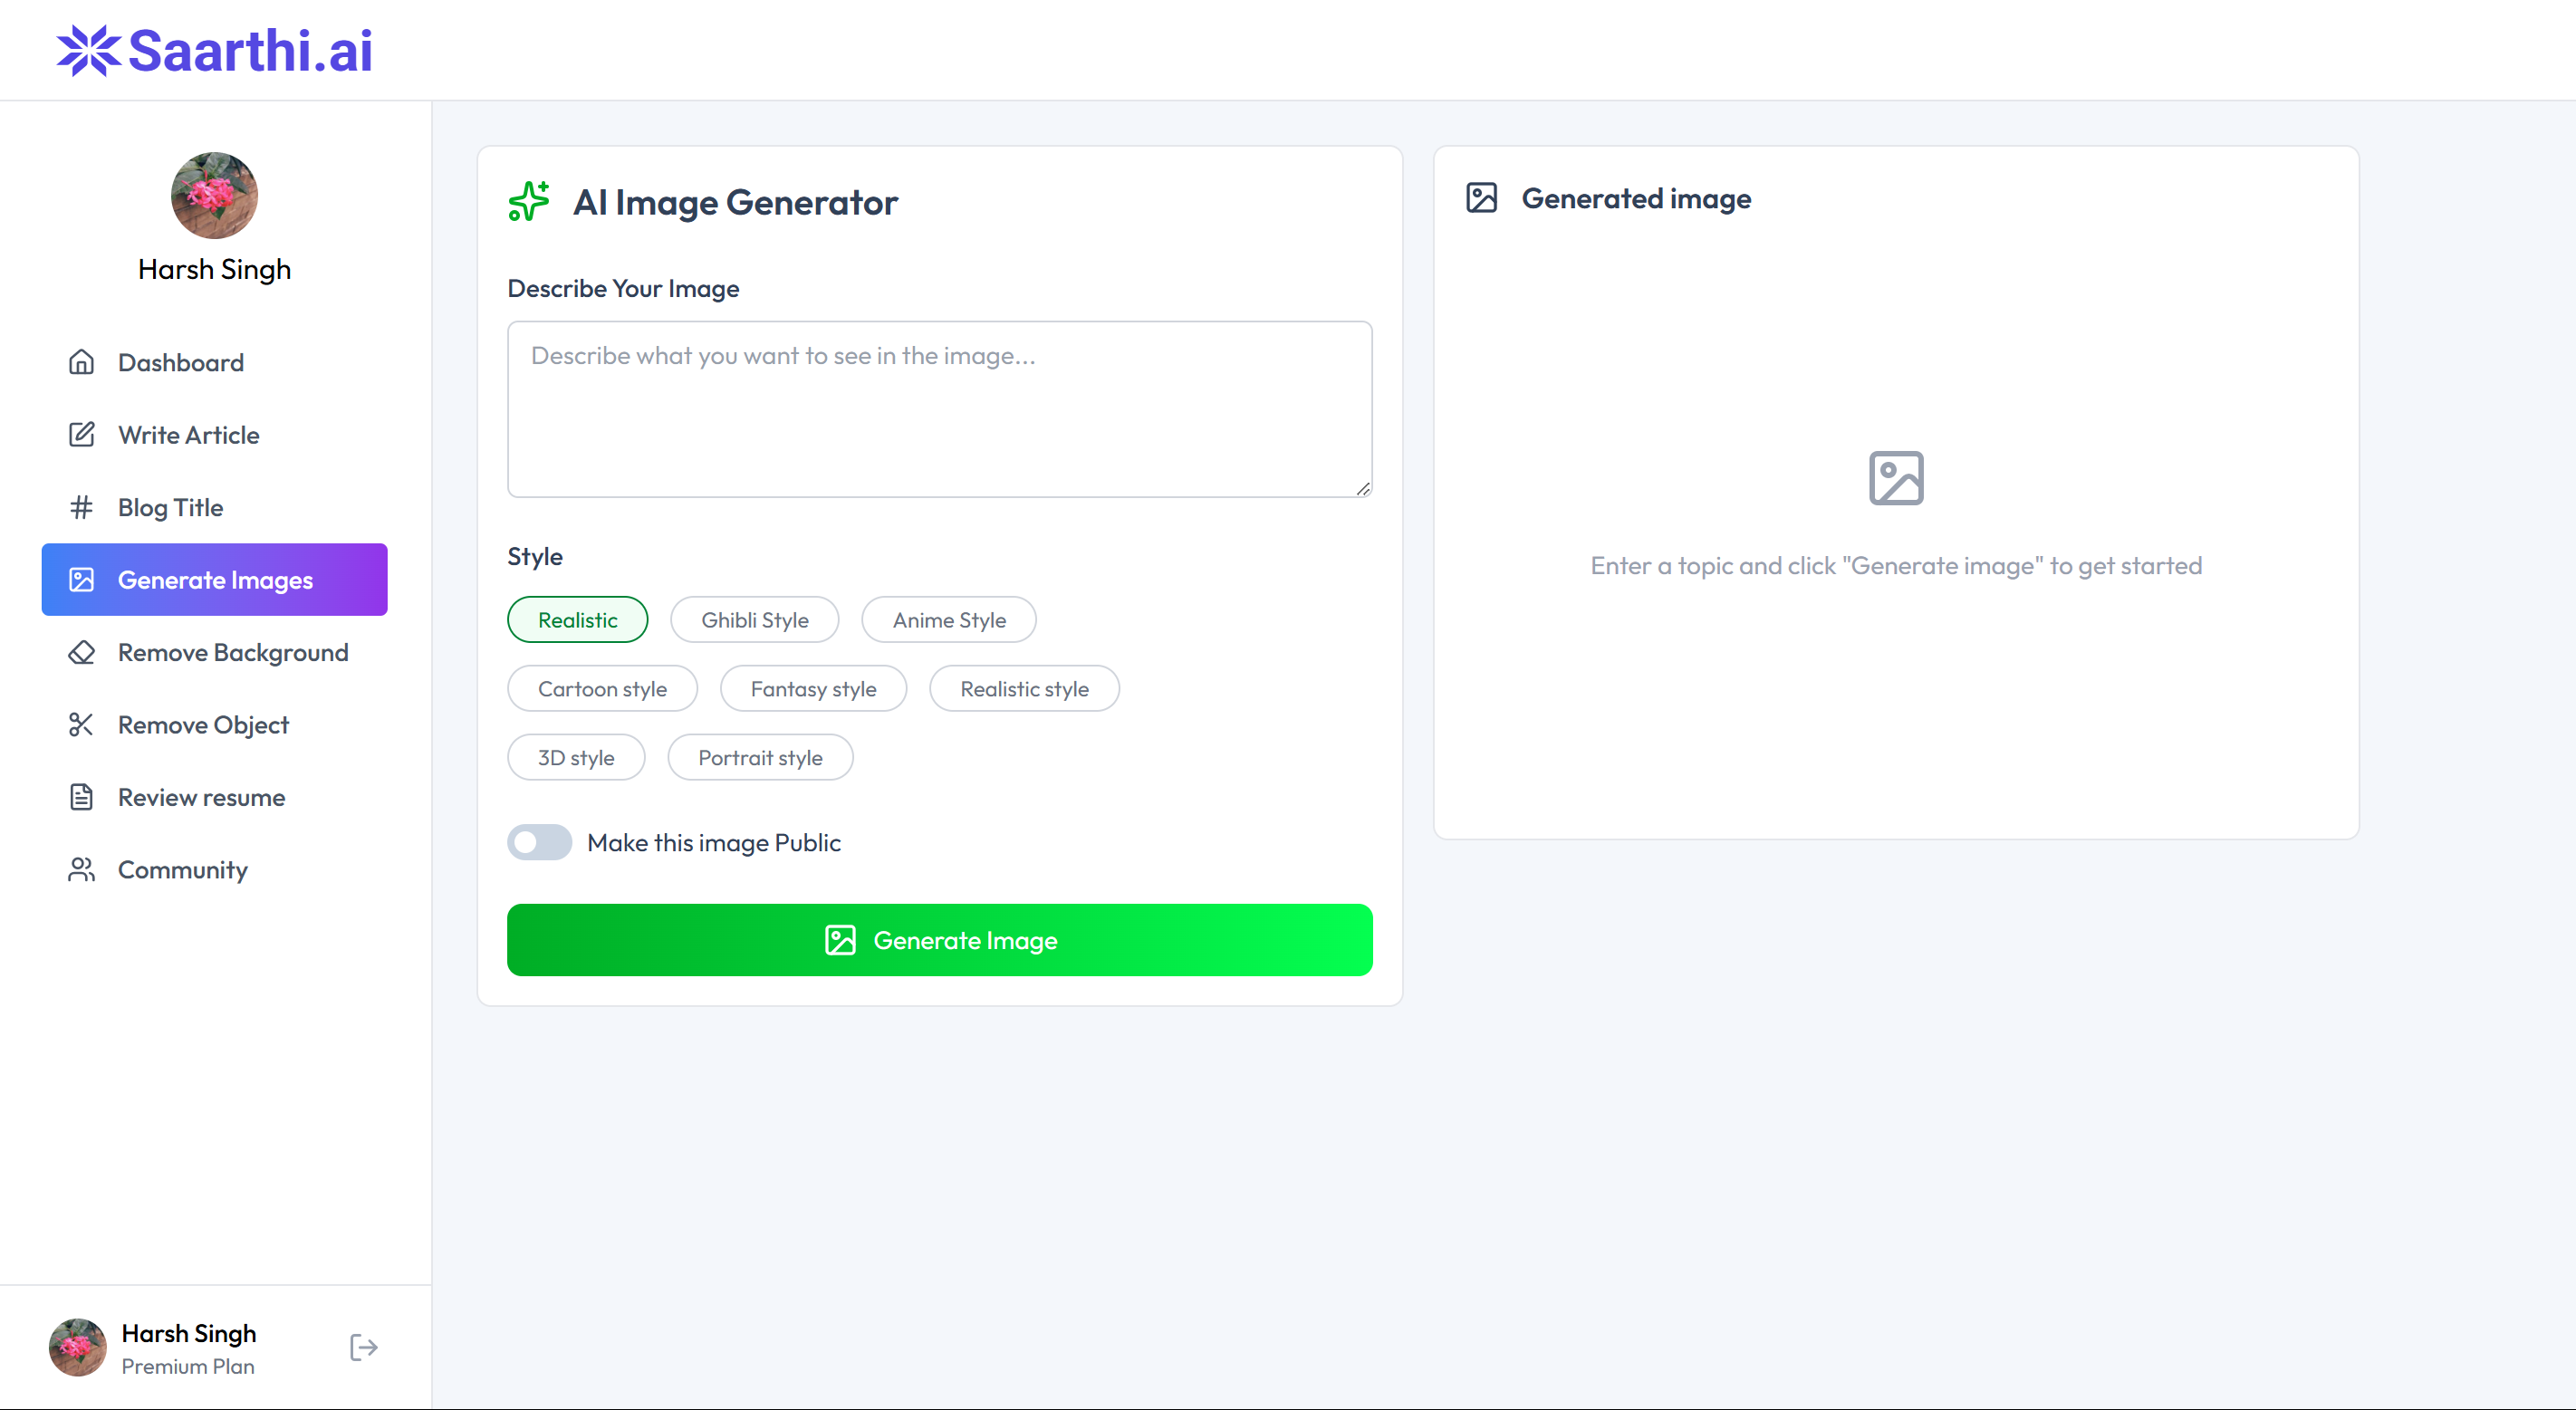 Saarthi.ai
Harsh Singh
Dashboard
Write Article
Blog Title
Generate Images
Remove Background
Remove Object
Review resume
Community
Harsh Singh
Premium Plan
AI Image Generator
Describe Your Image
Describe what you want to see in the image...
Style
Realistic Ghibli Style Anime Style
Cartoon style Fantasy style Realistic style
3D style Portrait style
Make this image Public
Generate Image
Generated image
Enter a topic and click "Generate image" to get started